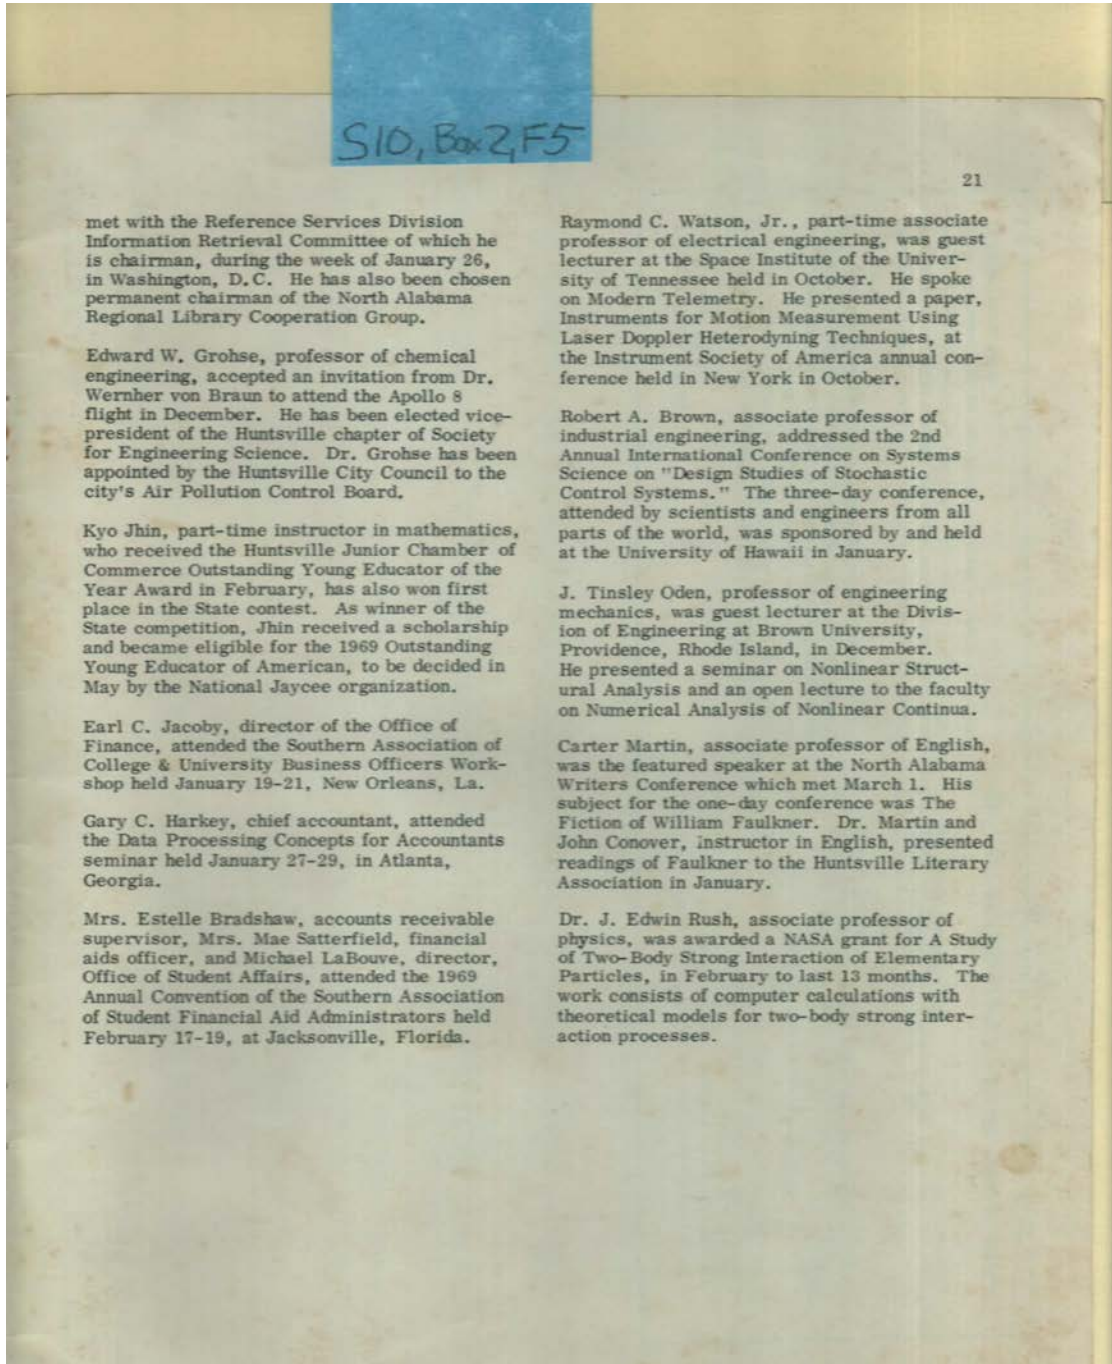 S10, Box 2, F5
21
met with the Reference Services Division
Information Retrieval Committee of which he
is chairman, during the week of January 26,
in Washington, D.C. He has also been chosen
permanent chairman of the North Alabama
Regional Library Cooperation Group.
Edward W. Grohse, professor of chemical
engineering, accepted an invitation from Dr.
Wernher von Braun to attend the Apollo 8
flight in December. He has been elected vice-
president of the Huntsville chapter of Society
for Engineering Science. Dr. Grohse has been
appointed by the Huntsville City Council to the
city's Air Pollution Control Board.
Kyo Jhin, part-time instructor in mathematics,
who received the Huntsville Junior Chamber of
Commerce Outstanding Young Educator of the
Year Award in February, has also won first
place in the State contest. As winner of the
State competition, Jhin received a scholarship
and became eligible for the 1969 Outstanding
Young Educator of American, to be decided in
May by the National Jaycee organization.
Earl C. Jacoby, director of the Office of
Finance, attended the Southern Association of
College & University Business Officers Work-
shop held January 19-21, New Orleans, La.
Gary C. Harkey, chief accountant, attended
the Data Processing Concepts for Accountants
seminar held January 27-29, in Atlanta,
Georgia.
Mrs. Estelle Bradshaw, accounts receivable
supervisor, Mrs. Mae Satterfield, financial
aids officer, and Michael LaBouve, director,
Office of Student Affairs, attended the 1969
Annual Convention of the Southern Association
of Student Financial Aid Administrators held
February 17-19, at Jacksonville, Florida.
Raymond C. Watson, Jr., part-time associate
professor of electrical engineering, was guest
lecturer at the Space Institute of the Univer-
sity of Tennessee held in October. He spoke
on Modern Telemetry. He presented a paper,
Instruments for Motion Measurement Using
Laser Doppler Heterodyning Techniques, at
the Instrument Society of America annual con-
ference held in New York in October.
Robert A. Brown, associate professor of
industrial engineering, addressed the 2nd
Annual International Conference on Systems
Science on "Design Studies of Stochastic
Control Systems." The three-day conference,
attended by scientists and engineers from all
parts of the world, was sponsored by and held
at the University of Hawaii in January.
J. Tinsley Oden, professor of engineering
mechanics, was guest lecturer at the Divis-
ion of Engineering at Brown University,
Providence, Rhode Island, in December.
He presented a seminar on Nonlinear Struct-
ural Analysis and an open lecture to the faculty
on Numerical Analysis of Nonlinear Continua.
Carter Martin, associate professor of English,
was the featured speaker at the North Alabama
Writers Conference which met March 1. His
subject for the one-day conference was The
Fiction of William Faulkner. Dr. Martin and
John Conover, instructor in English, presented
readings of Faulkner to the Huntsville Literary
Association in January.
Dr. J. Edwin Rush, associate professor of
physics, was awarded a NASA grant for A Study
of Two-Body Strong Interaction of Elementary
Particles, in February to last 13 months. The
work consists of computer calculations with
theoretical models for two-body strong inter-
action processes.